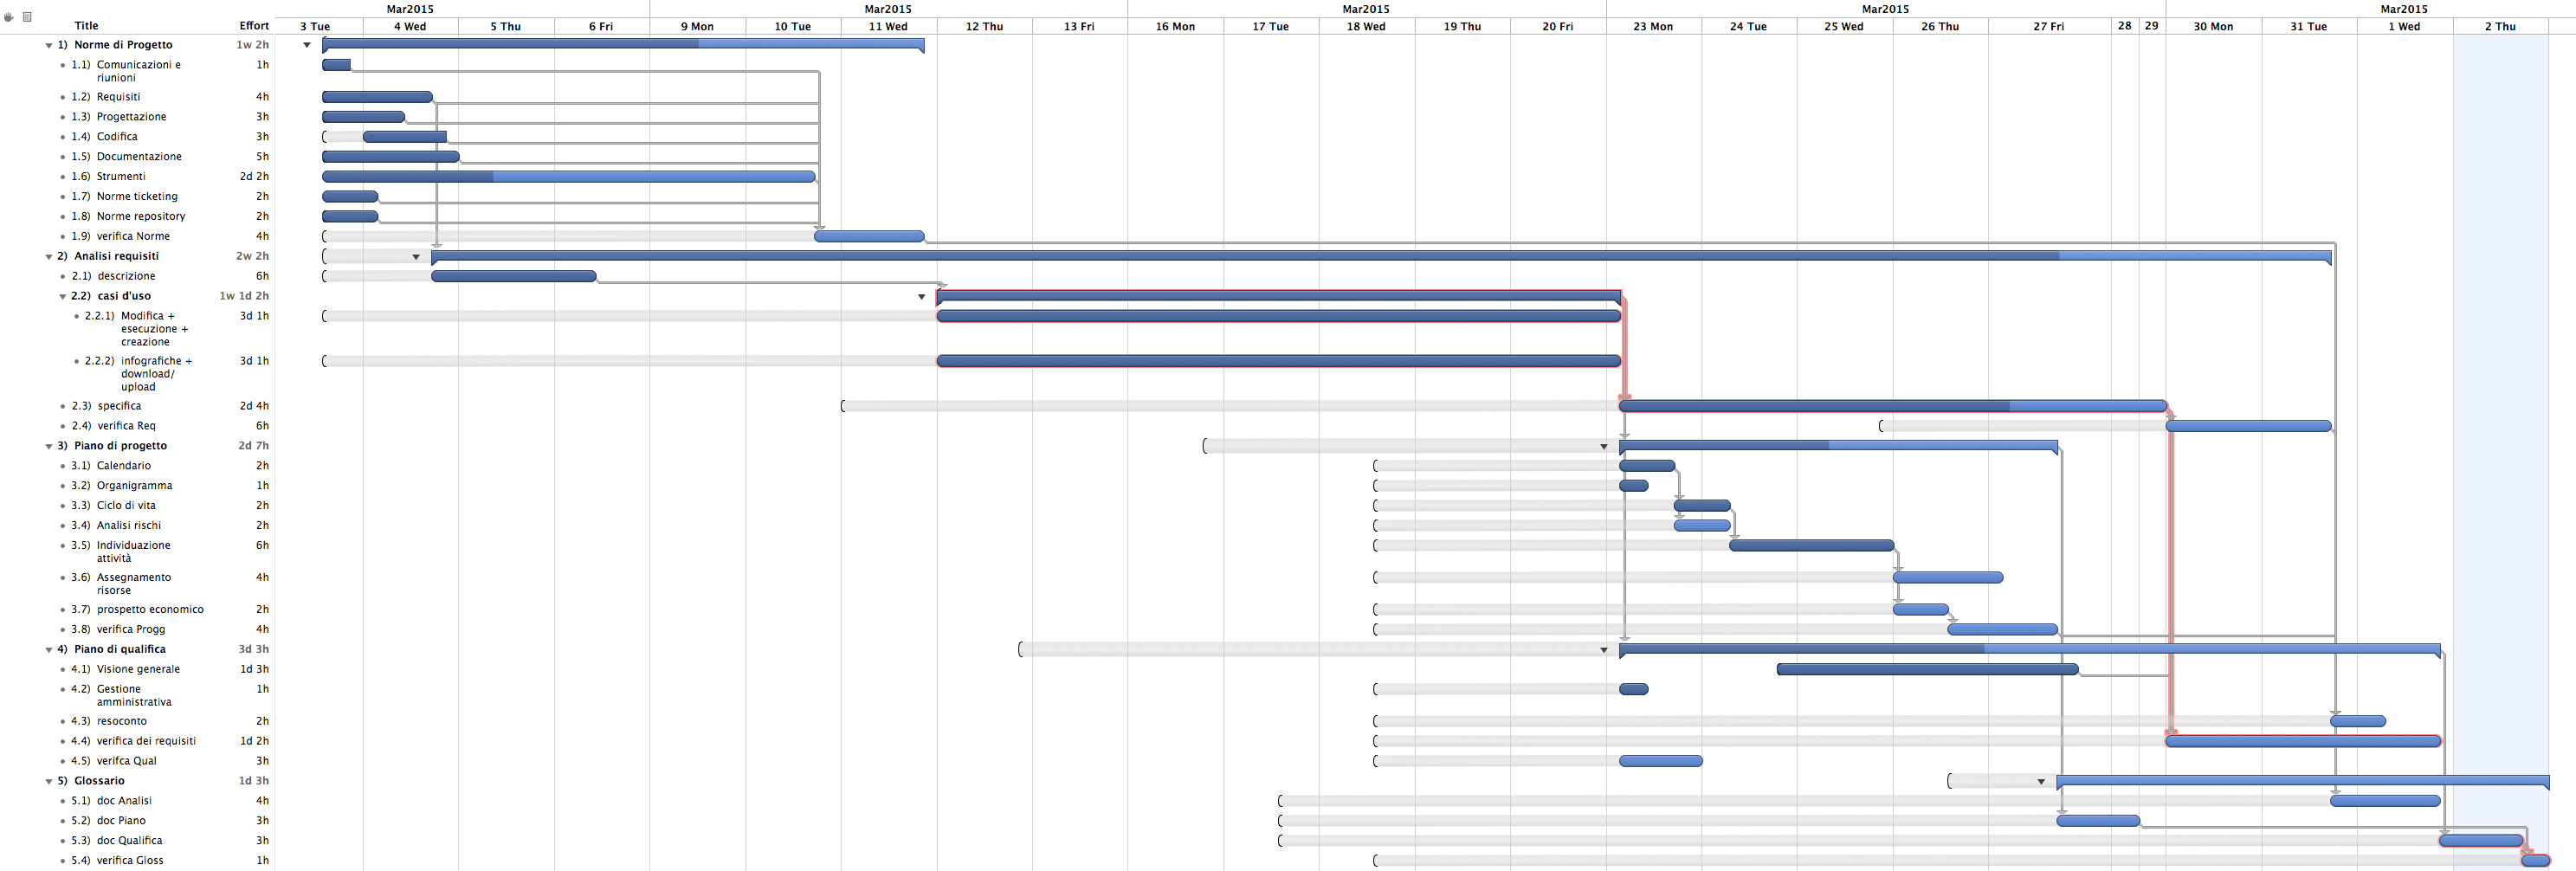 Mar2015 Mar2015 Mar2015 Mar2015 Mar2015
Title Effort 3 Tue 4 Wed 5 Thu 6 Fri 9 Mon 10 Tue 11 Wed 12 Thu 13 Fri 16 Mon 17 Tue 18 Wed 19 Thu 20 Fri 23 Mon 24 Tue 25 Wed 26 Thu 27 Fri 28 29 30 Mon 31 Tue 1 Wed 2 Thu
1) Norme di Progetto 1w 2h
1.1) Comunicazioni e 1h
riunioni
1.2) Requisiti 4h
1.3) Progettazione 3h
1.4) Codifica 3h
1.5) Documentazione 5h
1.6) Strumenti 2d 2h
1.7) Norme ticketing 2h
1.8) Norme repository 2h
1.9) verifica Norme 4h
2) Analisi requisiti 2w 2h
2.1) descrizione 6h
2.2) casi d'uso 1w 1d 2h
2.2.1) Modifica + 3d 1h
esecuzione +
creazione
2.2.2) infografiche + 3d 1h
download/
upload
2.3) specifica 2d 4h
2.4) verifica Req 6h
3) Piano di progetto 2d 7h
3.1) Calendario 2h
3.2) Organigramma 1h
3.3) Ciclo di vita 2h
3.4) Analisi rischi 2h
3.5) Individuazione 6h
attività
3.6) Assegnamento 4h
risorse
3.7) prospetto economico 2h
3.8) verifica Progg 4h
4) Piano di qualifica 3d 3h
4.1) Visione generale 1d 3h
4.2) Gestione 1h
amministrativa
4.3) resoconto 2h
4.4) verifica dei requisiti 1d 2h
4.5) verifca Qual 3h
5) Glossario 1d 3h
5.1) doc Analisi 4h
5.2) doc Piano 3h
5.3) doc Qualifica 3h
5.4) verifica Gloss 1h